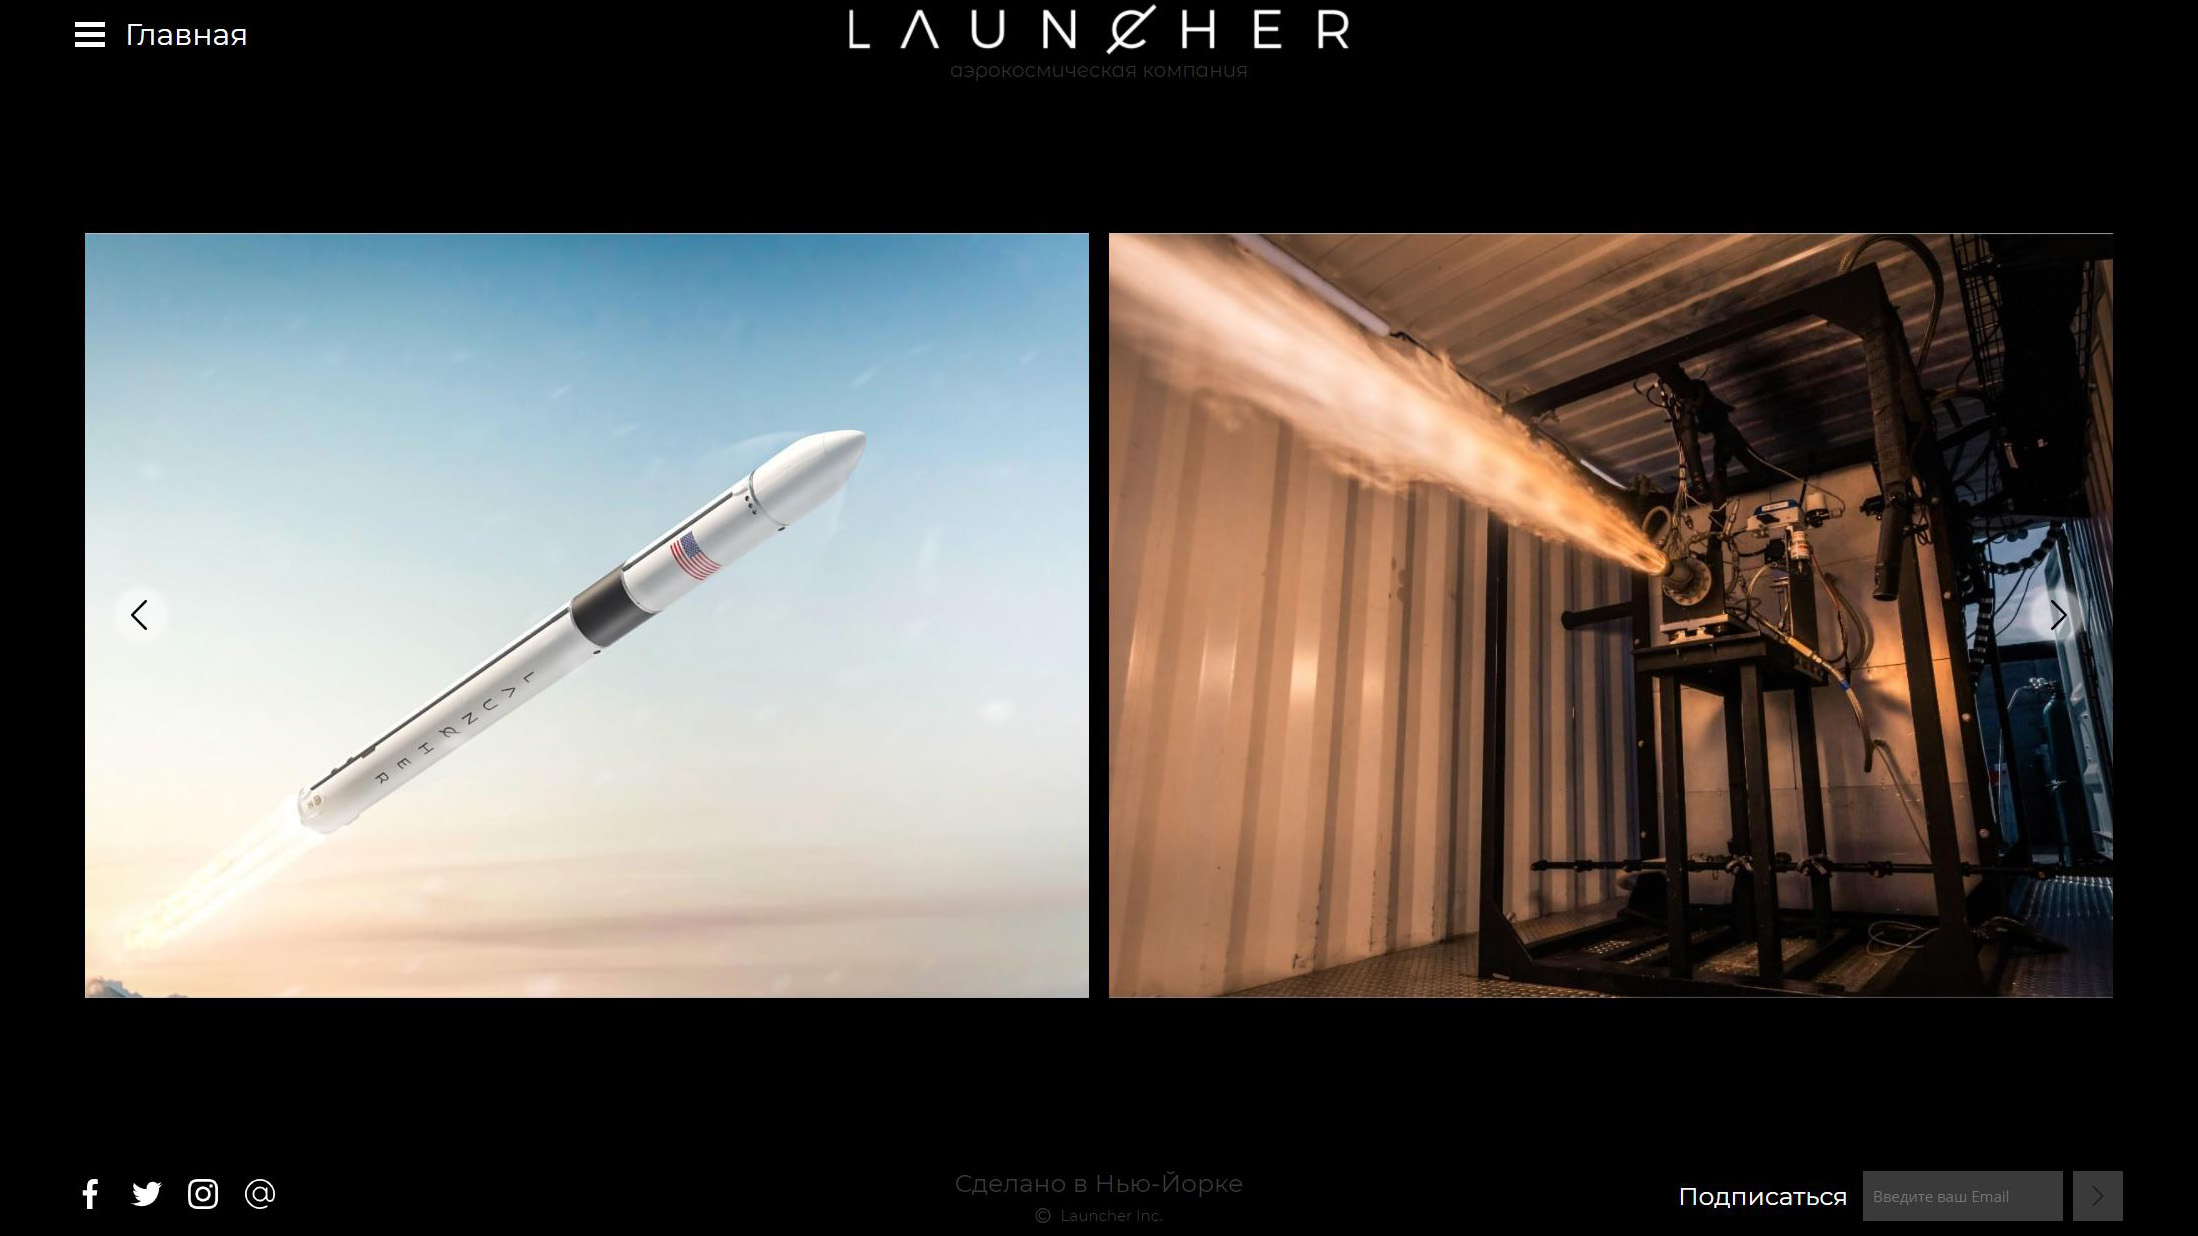 Главная
LAUNCHER
аэрокосмическая компания
LAUNCHER
Сделано в Нью-Йорке
© Launcher Inc.
Подписаться
Введите ваш Email